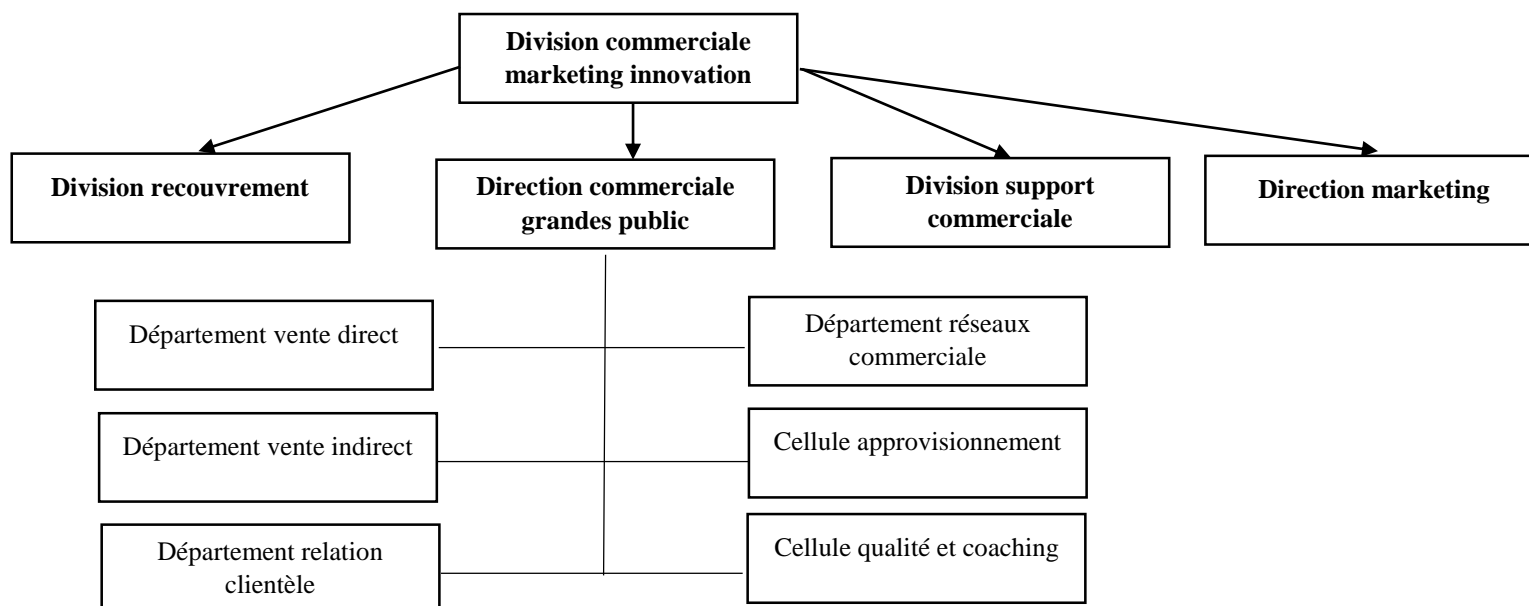 Division commerciale
marketing innovation
Division recouvrement
Direction commerciale
grandes public
Division support
commerciale
Direction marketing
Département vente direct
Département réseaux
commerciale
Département vente indirect
Cellule approvisionnement
Département relation
clientèle
Cellule qualité et coaching